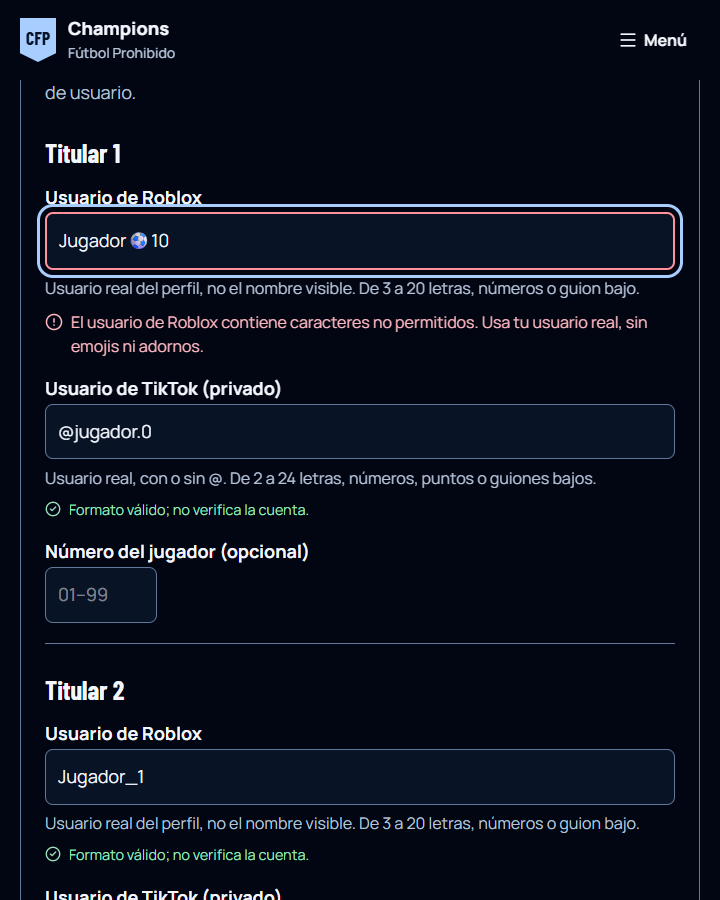 CFP
Champions
Fútbol Prohibido
Menú
de usuario.
Titular 1
Usuario de Roblox
Jugador ⚽ 10
Usuario real del perfil, no el nombre visible. De 3 a 20 letras, números o guion bajo.
El usuario de Roblox contiene caracteres no permitidos. Usa tu usuario real, sin
emojis ni adornos.
Usuario de TikTok (privado)
@jugador.0
Usuario real, con o sin @. De 2 a 24 letras, números, puntos o guiones bajos.
Formato válido; no verifica la cuenta.
Número del jugador (opcional)
01–99
Titular 2
Usuario de Roblox
Jugador_1
Usuario real del perfil, no el nombre visible. De 3 a 20 letras, números o guion bajo.
Formato válido; no verifica la cuenta.
Usuario de TikTok (privado)